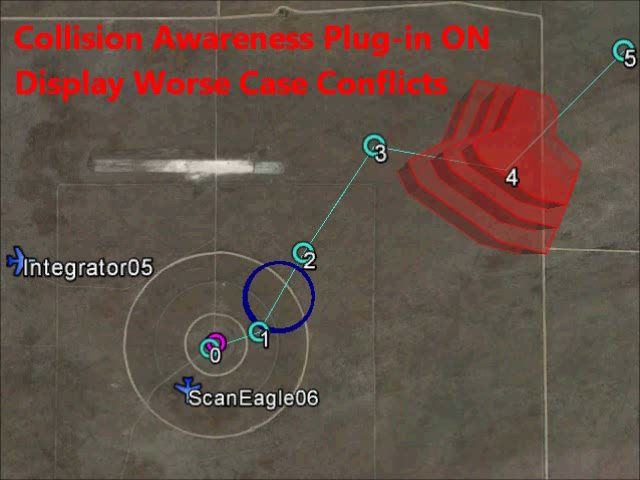 Collision Awareness Plug-in ON
Display Worse Case Conflicts
5
3
4
2
Integrator05
1
0
ScanEagle06